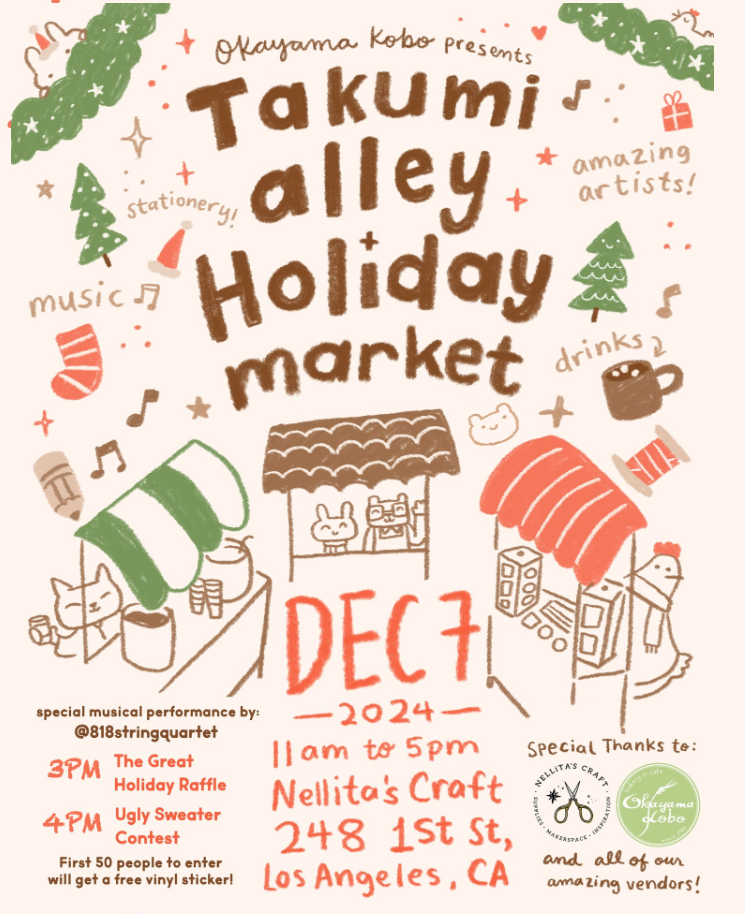 Okayama Kobo presents
Takumi
alley
Holiday
market
amazing
artists!
stationery!
music
drinks
DEC 7
2024
11am to 5pm
Nellita's Craft
248 1st St,
Los Angeles, CA
special musical performance by:
@818stringquartet
3PM The Great
Holiday Raffle
4PM Ugly Sweater
Contest
First 50 people to enter
will get a free vinyl sticker!
Special Thanks to:
NELLITA'S CRAFT
SUPPLIES • MAKERSPACE • INSPIRATION
bakery & cafe
Okayama
Kobo
and all of our
amazing vendors!